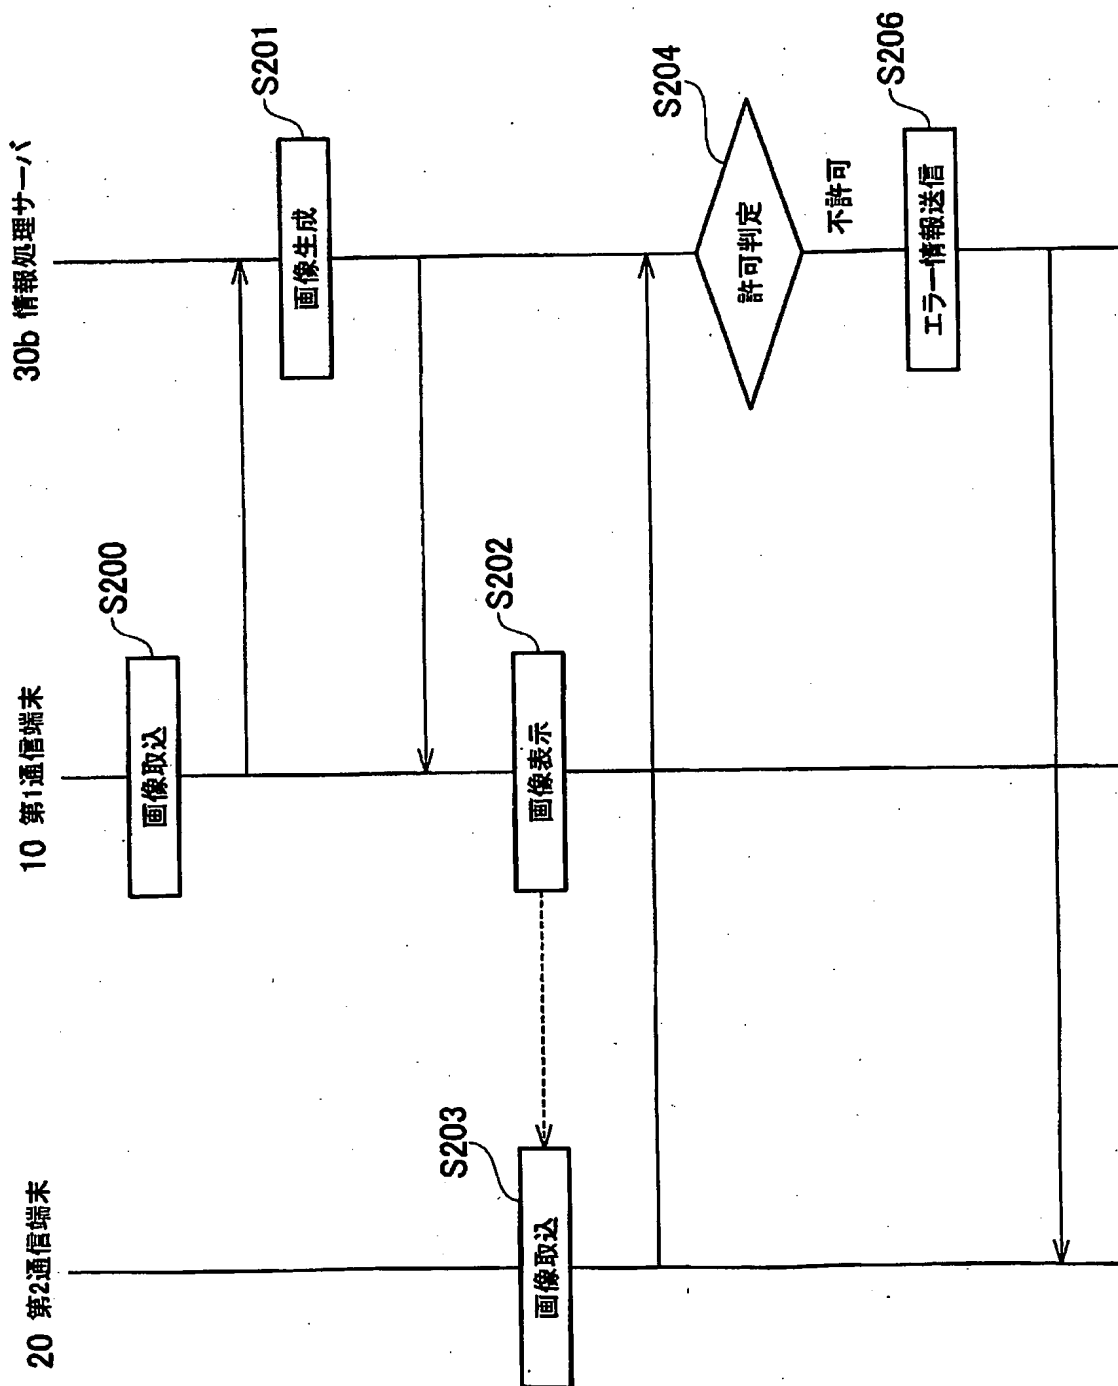 20 第2通信端末
10 第1通信端末
30b 情報処理サーバ
画像取込
S200
画像生成
S201
画像表示
S202
画像取込
S203
許可判定
S204
不許可
エラー情報送信
S206